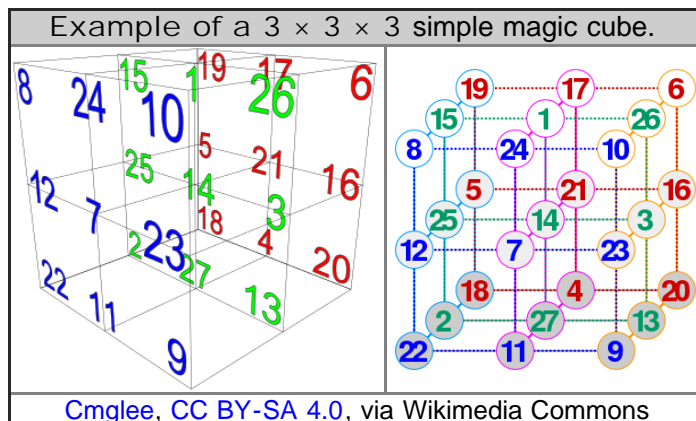 Example of a 3 × 3 × 3 simple magic cube.
19 17 6
15 1 26
8 24 10
5 21 16
25 14 3
12 7 23
18 4 20
2 27 13
22 11 9
19 17 6
15 1 26
8 24 10
5 21 16
25 14 3
12 7 23
18 4 20
2 27 13
22 11 9
Cmglee, CC BY-SA 4.0, via Wikimedia Commons